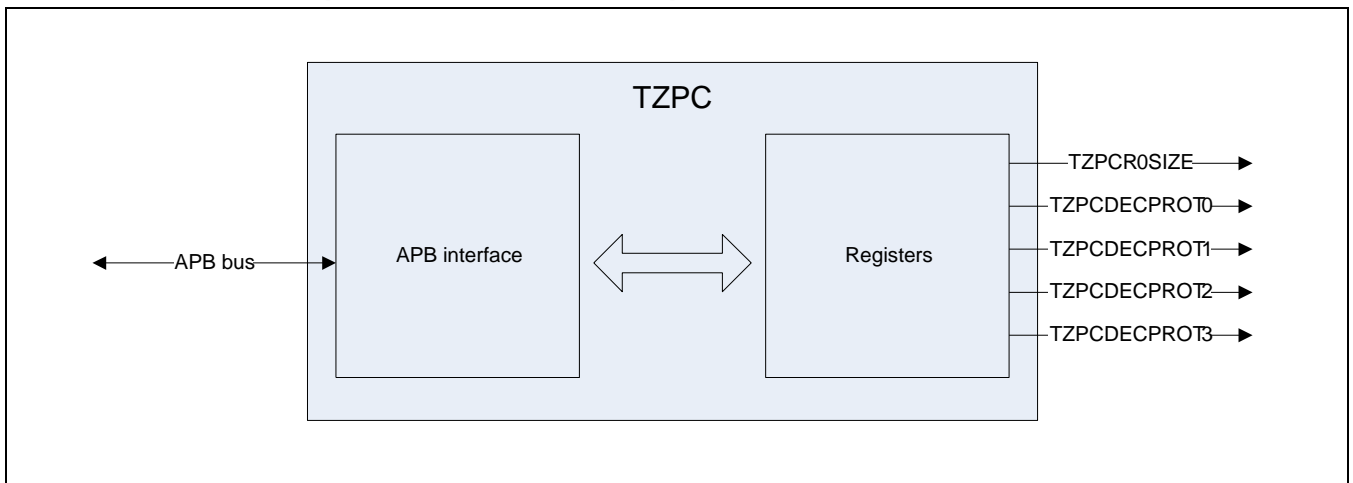 TZPC
APB bus
APB interface
Registers
TZPCR0SIZE
TZPCDECPROT0
TZPCDECPROT1
TZPCDECPROT2
TZPCDECPROT3